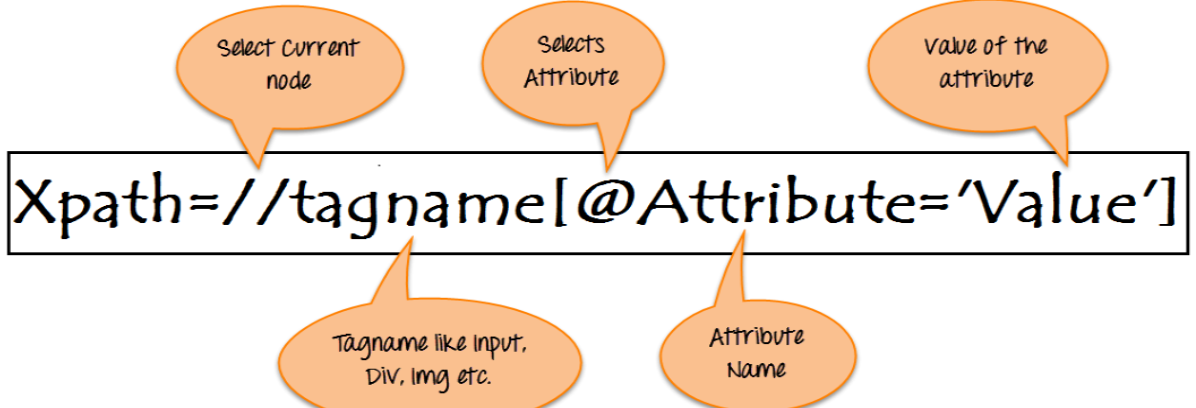 Select Current
node
Selects
Attribute
Value of the
attribute
Xpath=//tagname[@Attribute='Value']
Tagname like Input,
Div, Img etc.
Attribute
Name